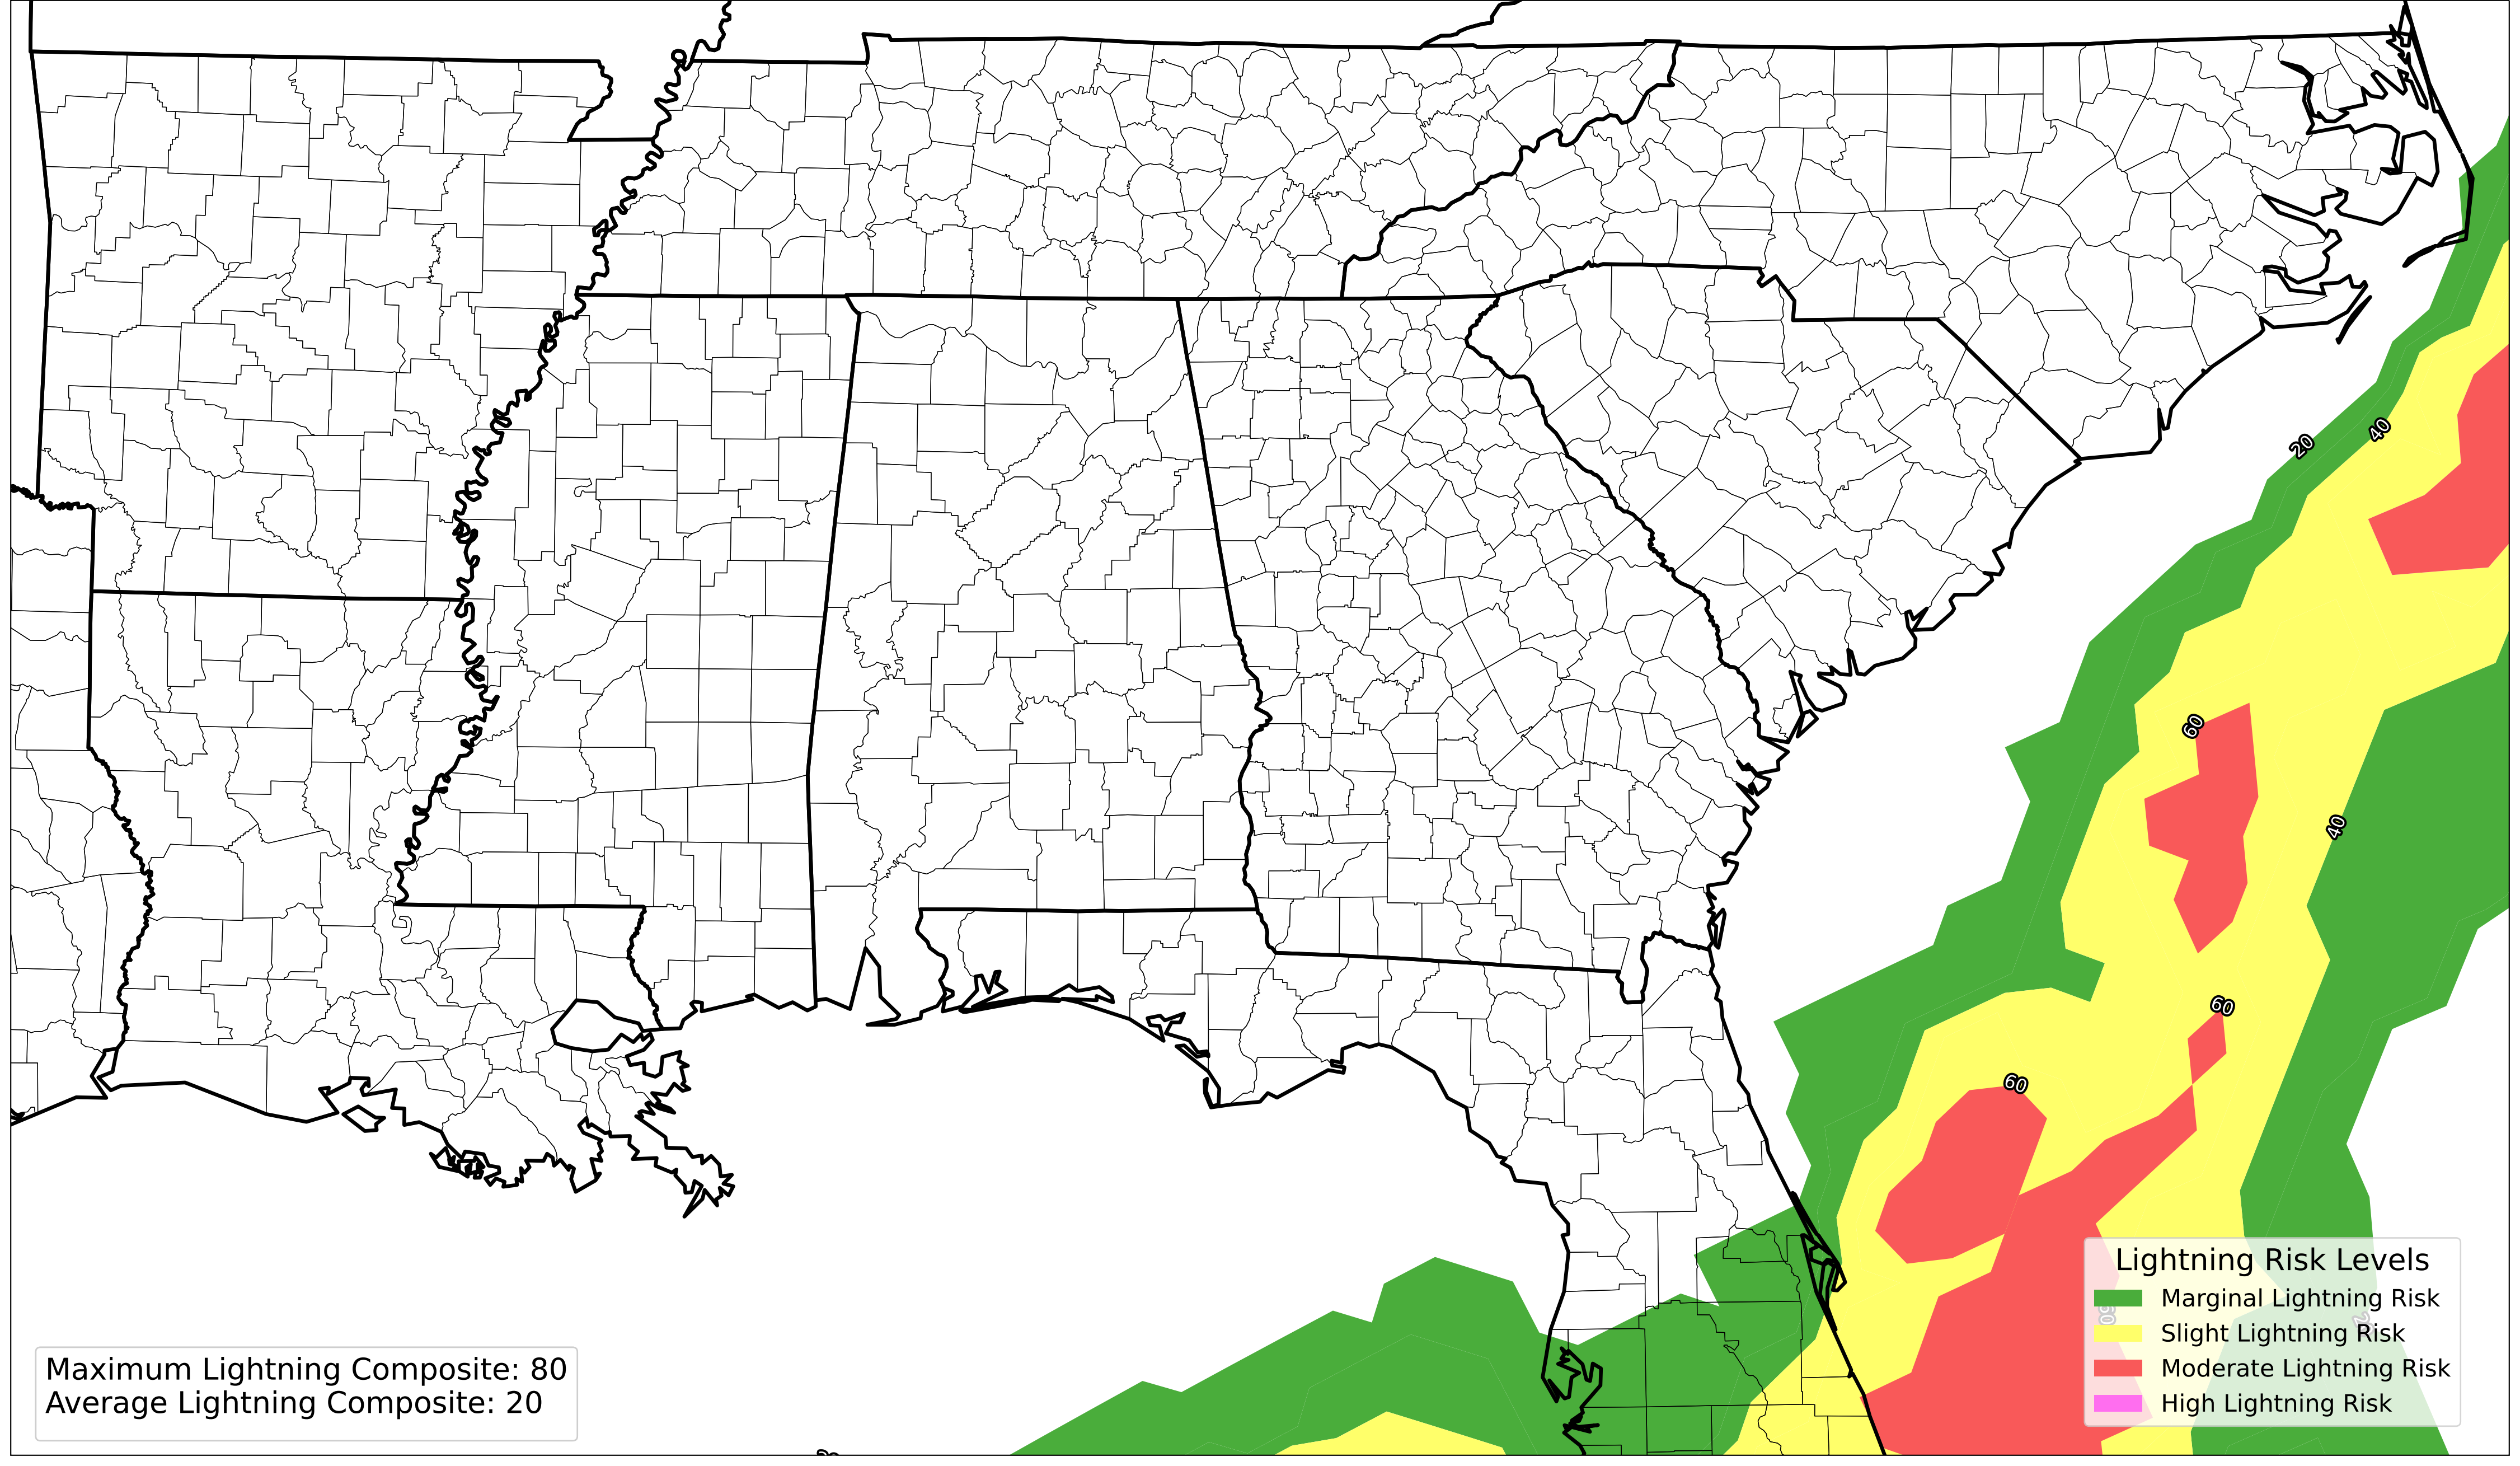 20
40
60
40
60
60
Lightning Risk Levels
Marginal Lightning Risk
Slight Lightning Risk
Moderate Lightning Risk
High Lightning Risk
Maximum Lightning Composite: 80
Average Lightning Composite: 20